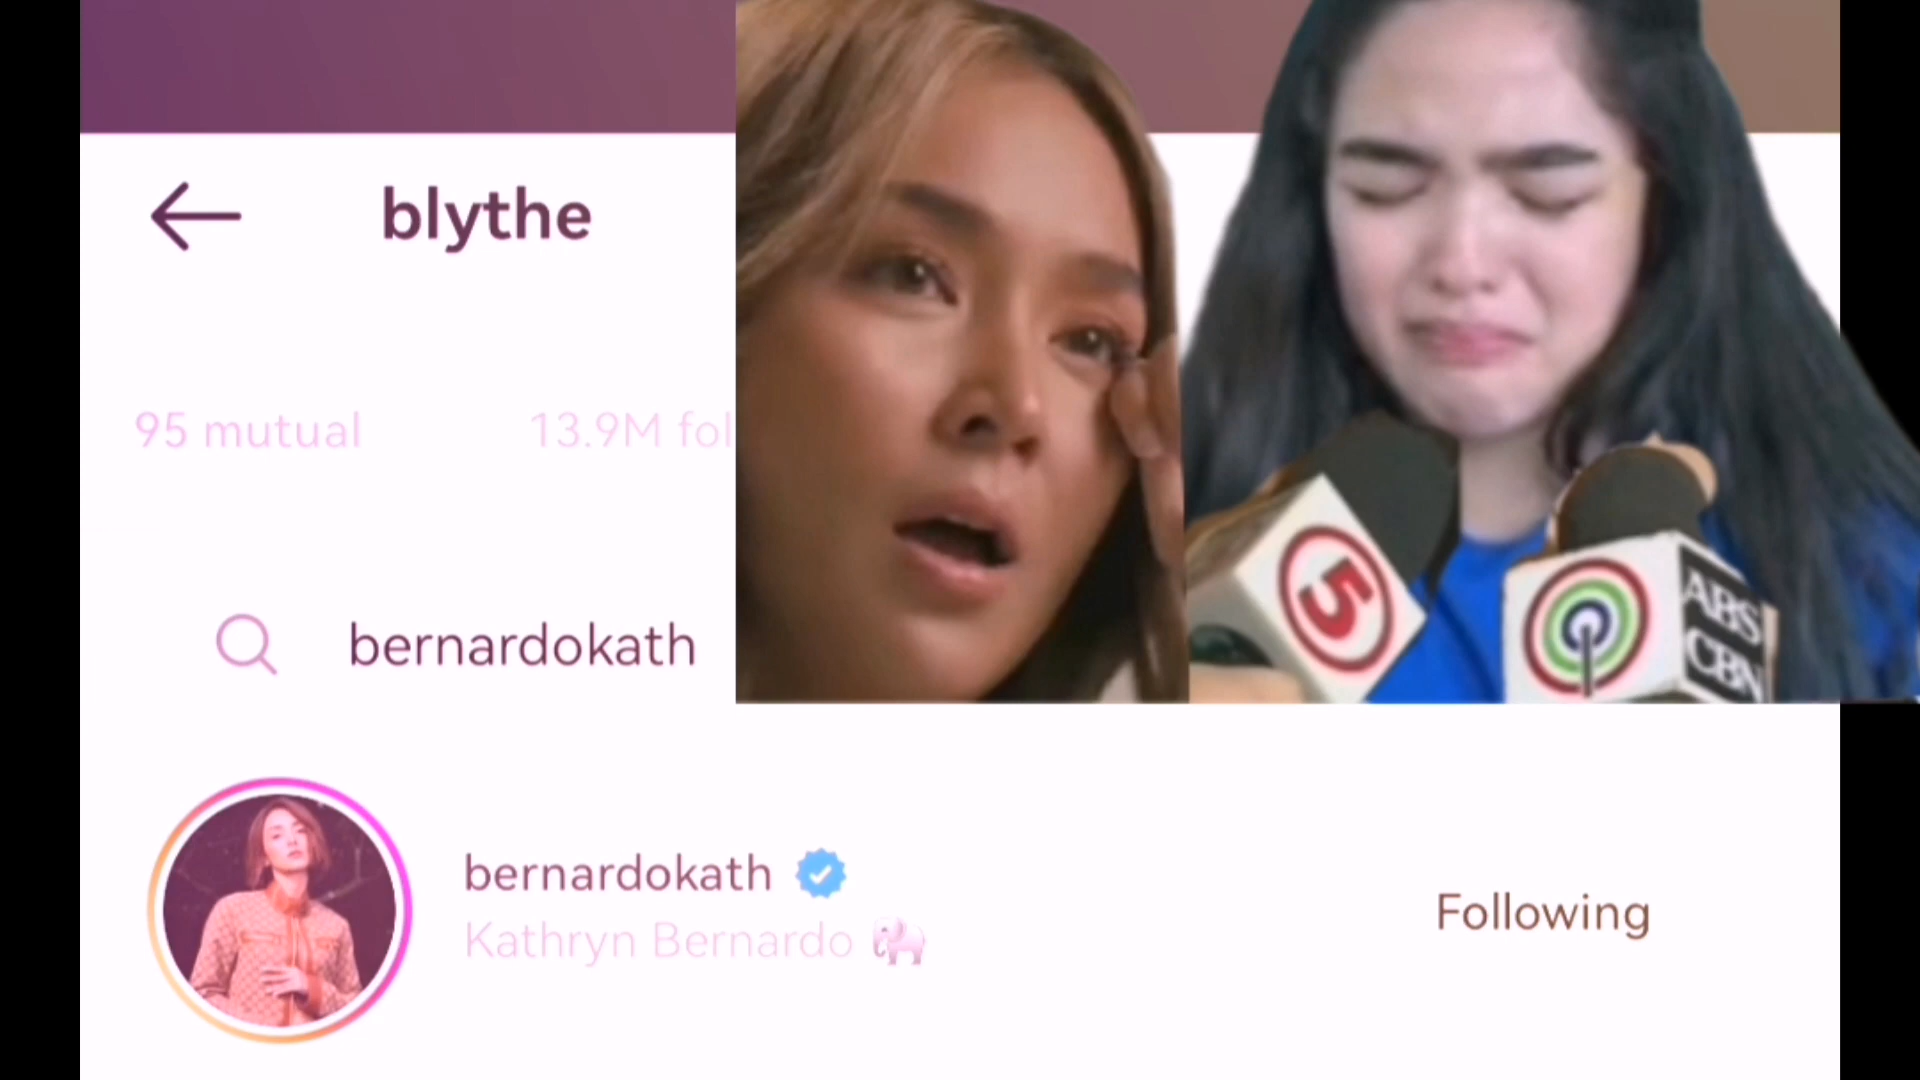 blythe
95 mutual
13.9M fol
bernardokath
5
ABS
CBN
bernardokath
Kathryn Bernardo 🐘
Following